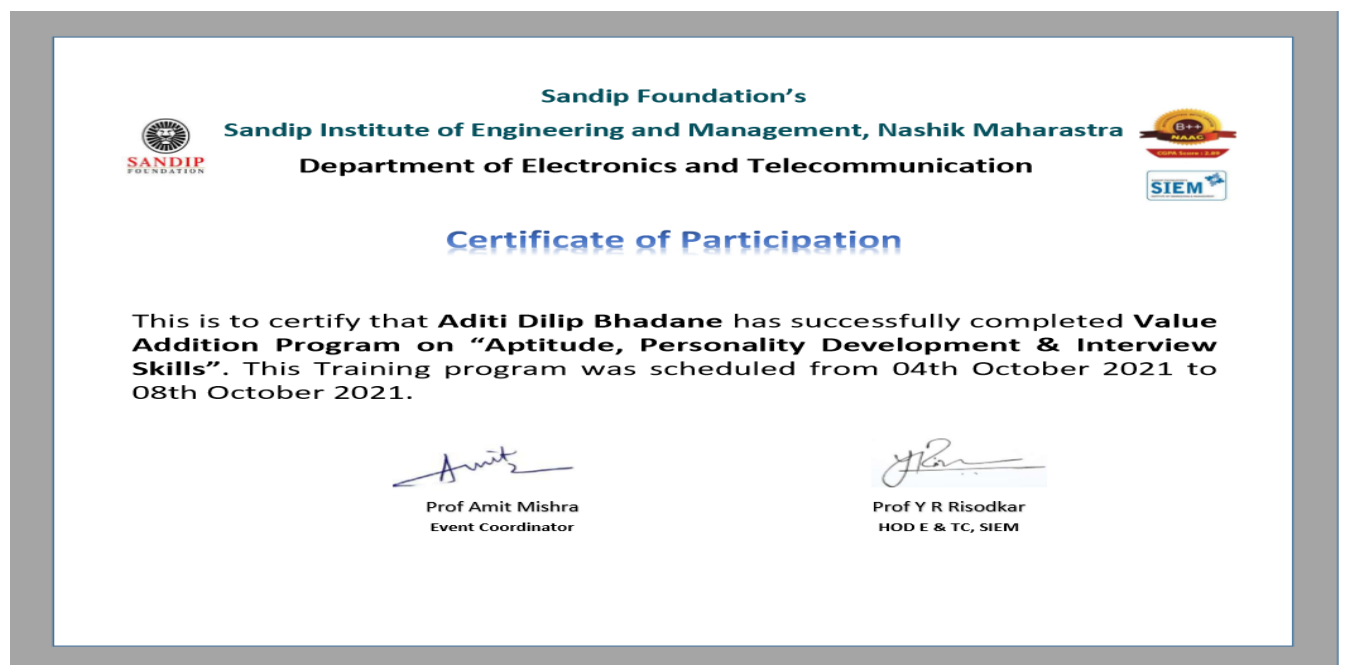 Sandip Foundation’s
Sandip Institute of Engineering and Management, Nashik Maharastra
Department of Electronics and Telecommunication
SANDIP
FOUNDATION
B++
NAAC
SIEM
Certificate of Participation
This is to certify that Aditi Dilip Bhadane has successfully completed Value
Addition Program on “Aptitude, Personality Development & Interview
Skills”. This Training program was scheduled from 04th October 2021 to
08th October 2021.
Amit
Prof Amit Mishra
Event Coordinator
Prof Y R Risodkar
HOD E & TC, SIEM